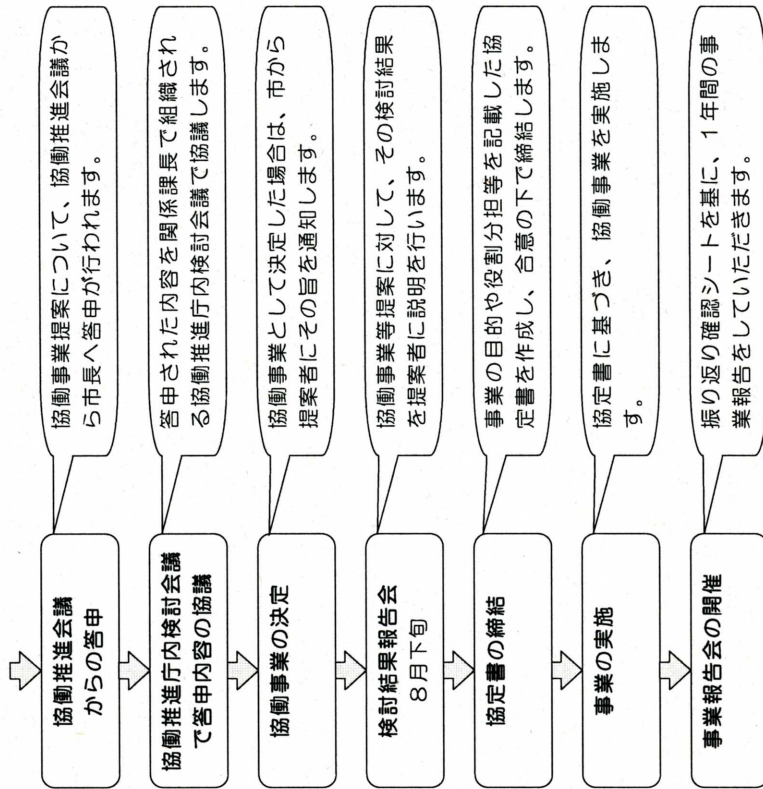 協働推進会議
からの答申
協働事業提案について、協働推進会議か
ら市長へ答申が行われます。
協働推進庁内検討会議
で答申内容の協議
答申された内容を関係課長で組織され
る協働推進庁内検討会議で協議します。
協働事業の決定
協働事業として決定した場合は、市から
提案者にその旨を通知します。
検討結果報告会
8月下旬
協働事業等提案に対して、その検討結果
を提案者に説明を行います。
協定書の締結
事業の目的や役割分担等を記載した協
定書を作成し、合意の下で締結します。
事業の実施
協定書に基づき、協働事業を実施しま
す。
事業報告会の開催
振り返り確認シートを基に、1年間の事
業報告をしていただきます。